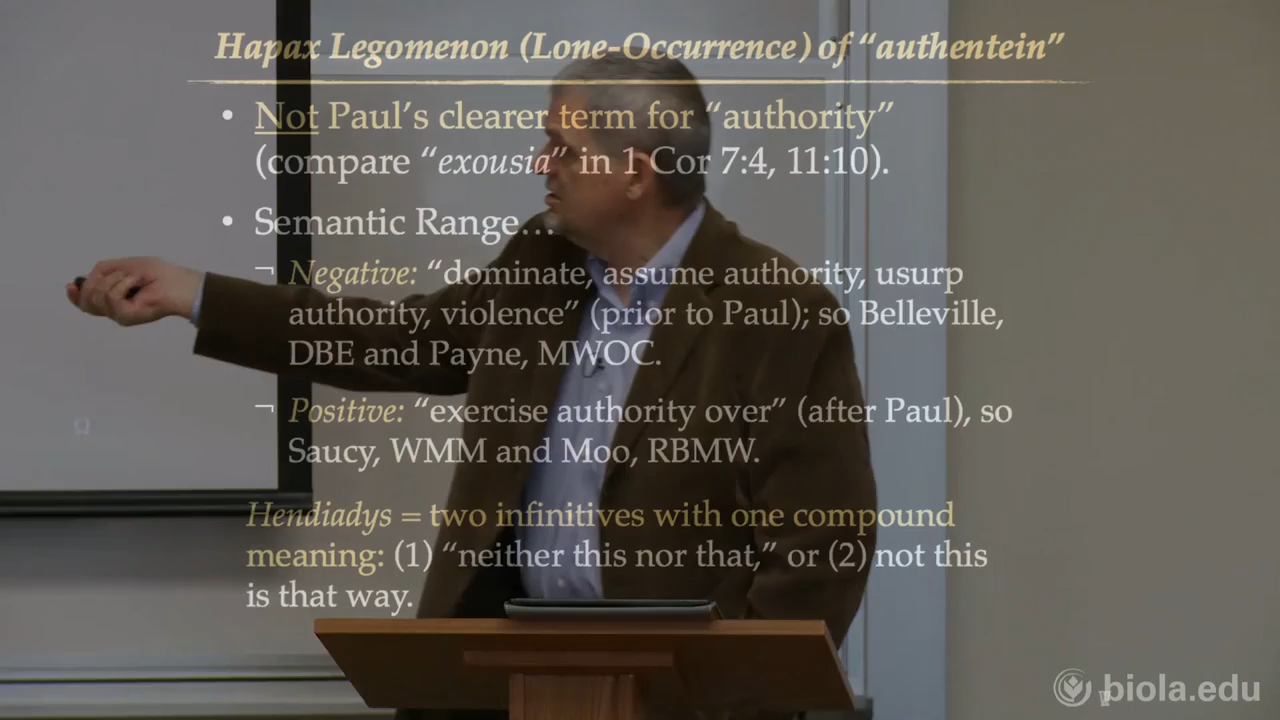 Hapax Legomenon (Lone-Occurrence) of “authentein”
• Not Paul’s clearer term for “authority”
(compare “exousia” in 1 Cor 7:4, 11:10).
• Semantic Range…
¬ Negative: “dominate, assume authority, usurp
authority, violence” (prior to Paul); so Belleville,
DBE and Payne, MWOC.
¬ Positive: “exercise authority over” (after Paul), so
Saucy, WMM and Moo, RBMW.
Hendiadys = two infinitives with one compound
meaning: (1) “neither this nor that,” or (2) not this
is that way.
biola.edu